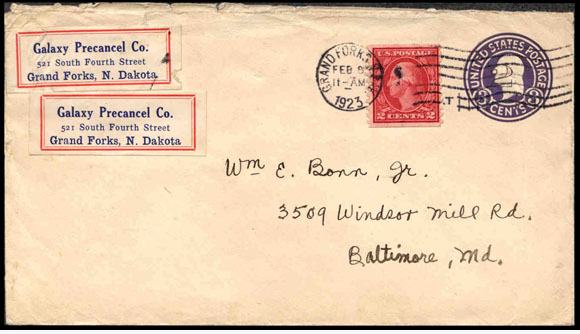 Galaxy Precancel Co.
521 South Fourth Street
Grand Forks, N. Dakota
Galaxy Precancel Co.
521 South Fourth Street
Grand Forks, N. Dakota
GRAND FORKS
FEB 8
11-AM
1923
U.S. POSTAGE
2 CENTS 2
UNITED STATES POSTAGE
2
3 CENTS 3
Wm E. Bonn, Jr.
3509 Windsor Mill Rd.
Baltimore, Md.